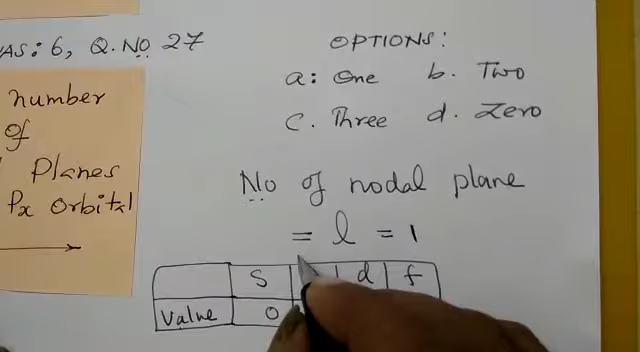 AS: 6, Q. NO 27
number
of
Planes
Px orbital
OPTIONS:
a: One b. Two
c. Three d. Zero
No of nodal plane
= l = 1
S d f
Value 0